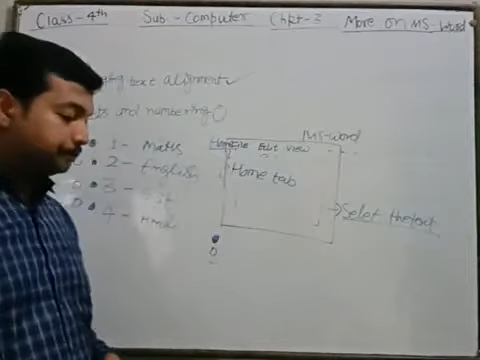 Class - 4th Sub. - Computer Chpt - 3 More on MS-word
text alignment
and numbering
1 - Maths
2 - English
3 -
4 - Hindi
MS-word
Home File Edit View
Home tab
Select the text